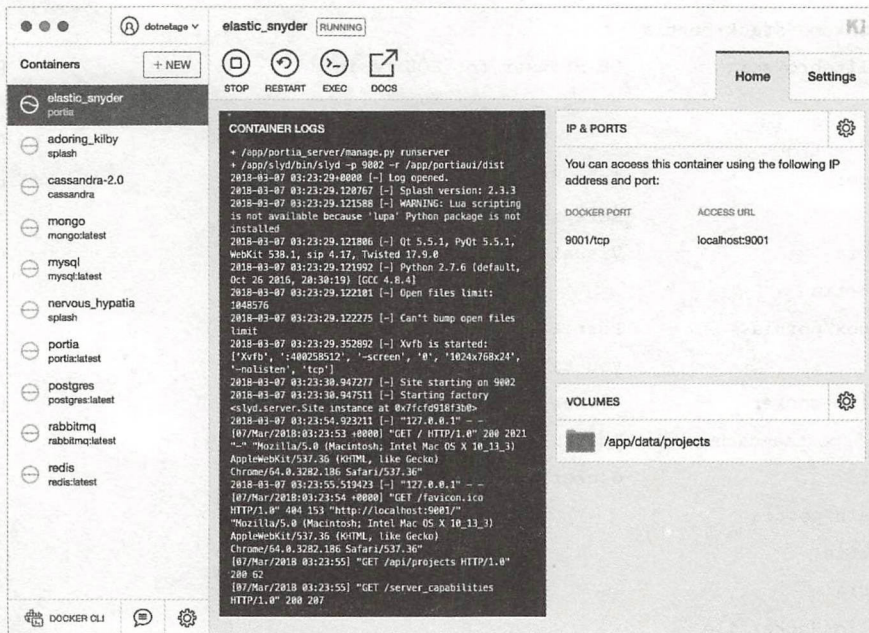 dotnetage
elastic_snyder RUNNING
Ki
Containers
+ NEW
STOP
RESTART
EXEC
DOCS
Home
Settings
elastic_snyder
portia
adoring_kilby
splash
cassandra-2.0
cassandra
mongo
mongo:latest
mysql
mysql:latest
nervous_hypatia
splash
portia
portia:latest
postgres
postgres:latest
rabbitmq
rabbitmq:latest
redis
redis:latest
DOCKER CLI
CONTAINER LOGS
+ /app/portia_server/manage.py runserver
+ /app/slyd/bin/slyd -p 9002 -r /app/portiaui/dist
2018-03-07 03:23:29+0000 [-] Log opened.
2018-03-07 03:23:29.120767 [-] Splash version: 2.3.3
2018-03-07 03:23:29.121588 [-] WARNING: Lua scripting
is not available because 'lupa' Python package is not
installed
2018-03-07 03:23:29.121806 [-] Qt 5.5.1, PyQt 5.5.1,
WebKit 538.1, sip 4.17, Twisted 17.9.0
2018-03-07 03:23:29.121992 [-] Python 2.7.6 (default,
Oct 26 2016, 20:30:19) [GCC 4.8.4]
2018-03-07 03:23:29.122101 [-] Open files limit:
1048576
2018-03-07 03:23:29.122275 [-] Can't bump open files
limit
2018-03-07 03:23:29.352892 [-] Xvfb is started:
['Xvfb', ':400258512', '-screen', '0', '1024x768x24',
'-nolisten', 'tcp']
2018-03-07 03:23:30.947277 [-] Site starting on 9002
2018-03-07 03:23:30.947511 [-] Starting factory
<slyd.server.Site instance at 0x7fcfd918f3b0>
2018-03-07 03:23:54.923211 [-] "127.0.0.1" - -
[07/Mar/2018:03:23:53 +0000] "GET / HTTP/1.0" 200 2021
"-" "Mozilla/5.0 (Macintosh; Intel Mac OS X 10_13_3)
AppleWebKit/537.36 (KHTML, like Gecko)
Chrome/64.0.3282.186 Safari/537.36"
2018-03-07 03:23:55.519423 [-] "127.0.0.1" - -
[07/Mar/2018:03:23:54 +0000] "GET /favicon.ico
HTTP/1.0" 404 153 "http://localhost:9001/"
"Mozilla/5.0 (Macintosh; Intel Mac OS X 10_13_3)
AppleWebKit/537.36 (KHTML, like Gecko)
Chrome/64.0.3282.186 Safari/537.36"
[07/Mar/2018 03:23:55] "GET /api/projects HTTP/1.0"
200 62
[07/Mar/2018 03:23:55] "GET /server_capabilities
HTTP/1.0" 200 207
IP & PORTS
You can access this container using the following IP
address and port:
DOCKER PORT
ACCESS URL
9001/tcp
localhost:9001
VOLUMES
/app/data/projects